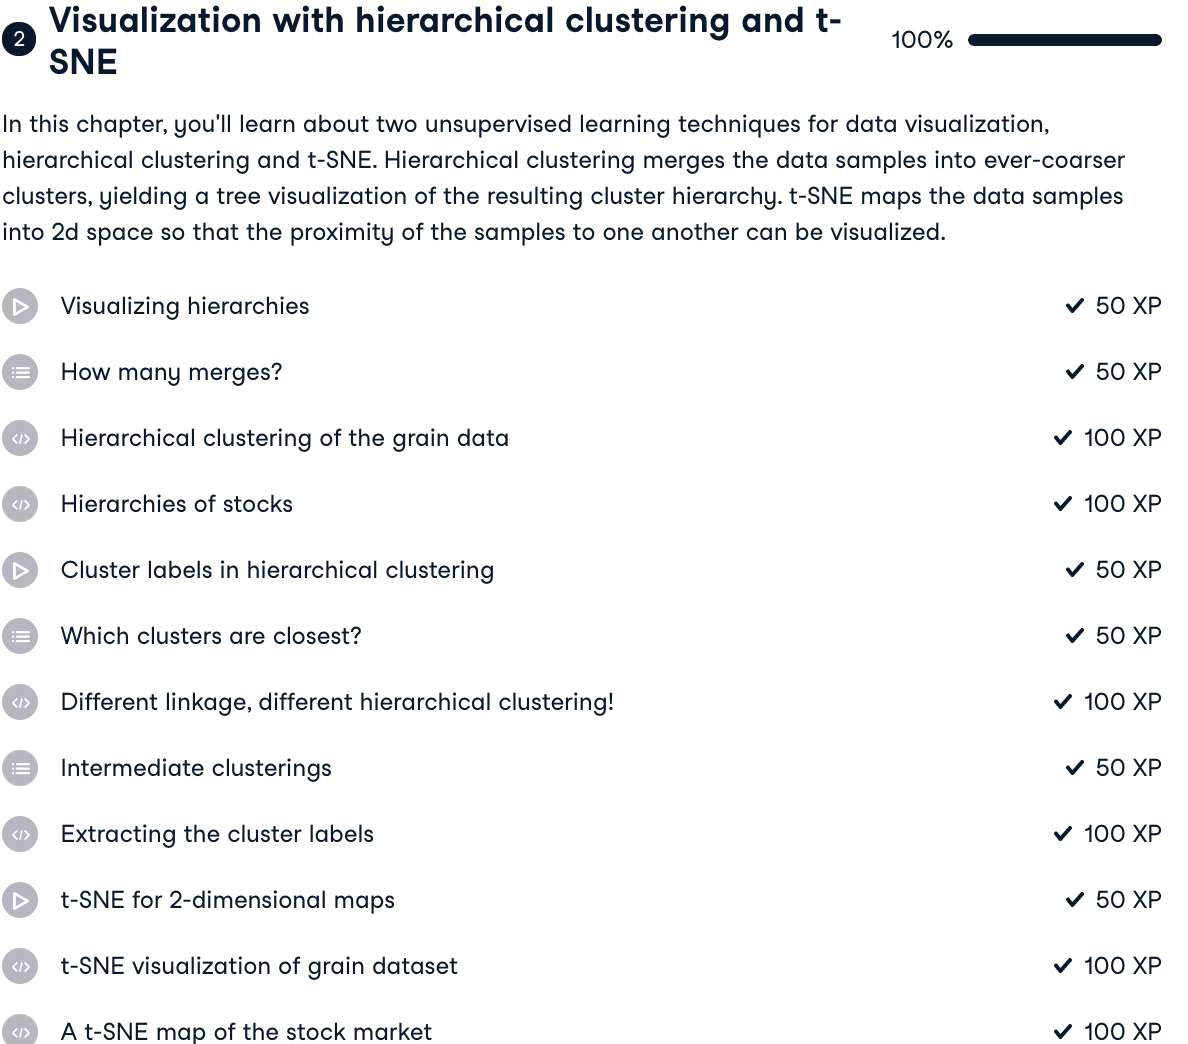 2
Visualization with hierarchical clustering and t-
SNE
100%
In this chapter, you'll learn about two unsupervised learning techniques for data visualization,
hierarchical clustering and t-SNE. Hierarchical clustering merges the data samples into ever-coarser
clusters, yielding a tree visualization of the resulting cluster hierarchy. t-SNE maps the data samples
into 2d space so that the proximity of the samples to one another can be visualized.
Visualizing hierarchies 50 XP
How many merges? 50 XP
</> Hierarchical clustering of the grain data 100 XP
</> Hierarchies of stocks 100 XP
Cluster labels in hierarchical clustering 50 XP
Which clusters are closest? 50 XP
</> Different linkage, different hierarchical clustering! 100 XP
Intermediate clusterings 50 XP
</> Extracting the cluster labels 100 XP
t-SNE for 2-dimensional maps 50 XP
</> t-SNE visualization of grain dataset 100 XP
</> A t-SNE map of the stock market 100 XP